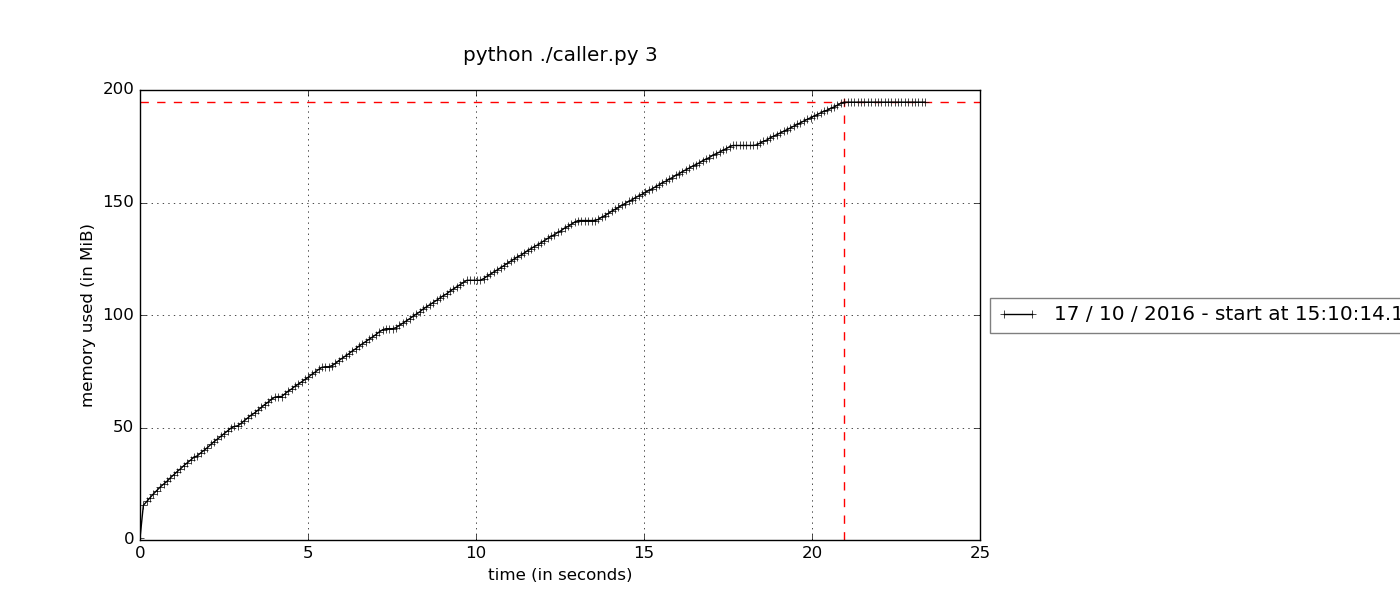 python ./caller.py 3
200
150
100
50
0
memory used (in MiB)
0 5 10 15 20 25
time (in seconds)
17 / 10 / 2016 - start at 15:10:14.1